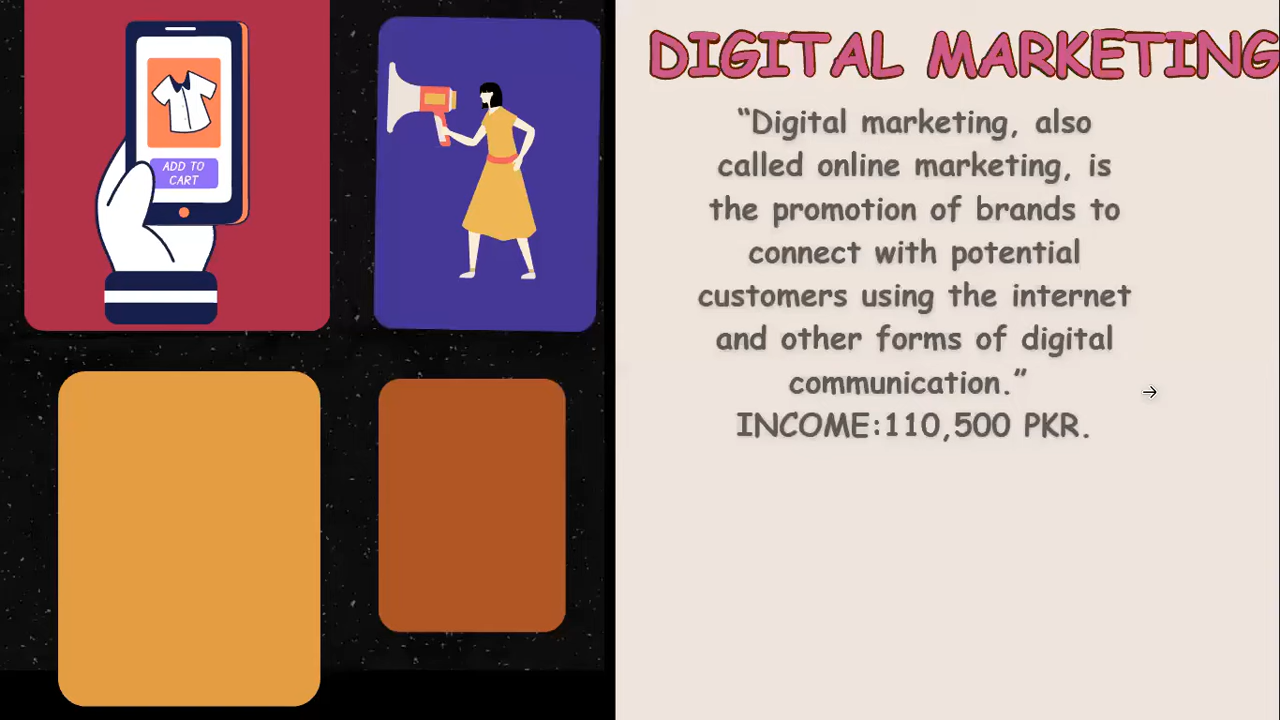 ADD TO
CART
DIGITAL MARKETING
“Digital marketing, also
called online marketing, is
the promotion of brands to
connect with potential
customers using the internet
and other forms of digital
communication.”
INCOME:110,500 PKR.